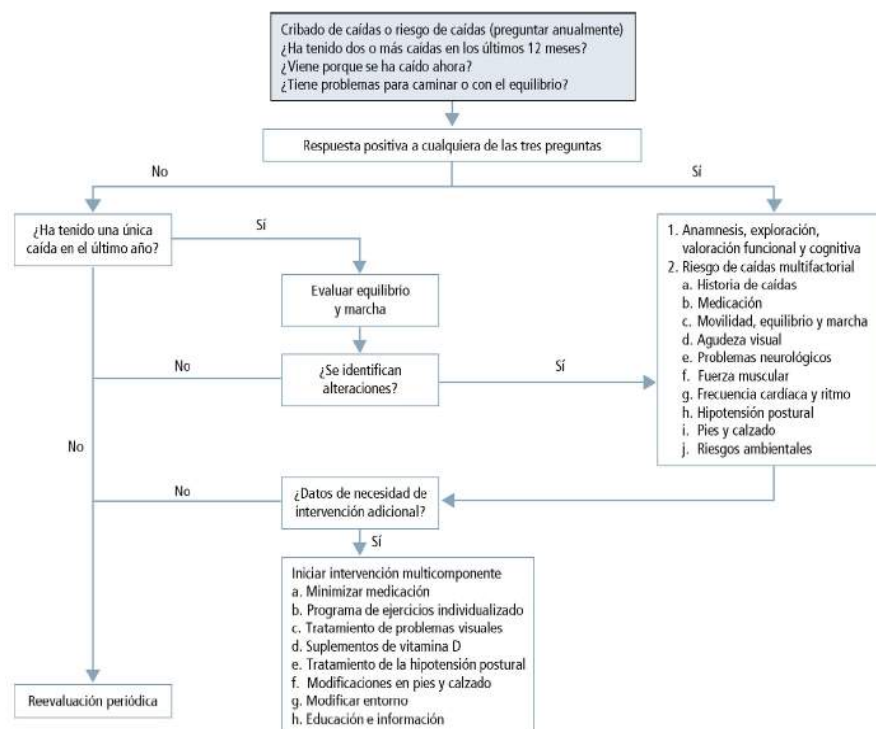 Cribado de caídas o riesgo de caídas (preguntar anualmente)
¿Ha tenido dos o más caídas en los últimos 12 meses?
¿Viene porque se ha caído ahora?
¿Tiene problemas para caminar o con el equilibrio?
Respuesta positiva a cualquiera de las tres preguntas
No
Sí
¿Ha tenido una única
caída en el último año?
Sí
Evaluar equilibrio
y marcha
No
¿Se identifican
alteraciones?
Sí
1. Anamnesis, exploración,
valoración funcional y cognitiva
2. Riesgo de caídas multifactorial
a. Historia de caídas
b. Medicación
c. Movilidad, equilibrio y marcha
d. Agudeza visual
e. Problemas neurológicos
f. Fuerza muscular
g. Frecuencia cardíaca y ritmo
h. Hipotensión postural
i. Pies y calzado
j. Riesgos ambientales
No
No
¿Datos de necesidad de
intervención adicional?
Sí
Iniciar intervención multicomponente
a. Minimizar medicación
b. Programa de ejercicios individualizado
c. Tratamiento de problemas visuales
d. Suplementos de vitamina D
e. Tratamiento de la hipotensión postural
f. Modificaciones en pies y calzado
g. Modificar entorno
h. Educación e información
Reevaluación periódica